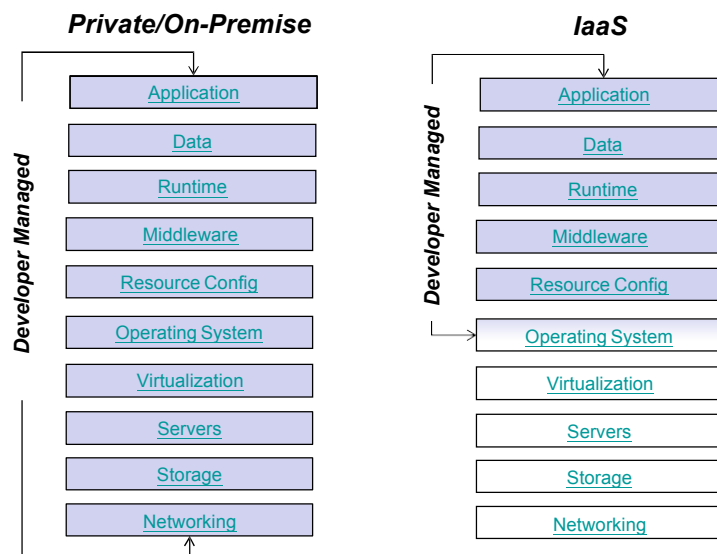 Private/On-Premise
Developer Managed
Application
Data
Runtime
Middleware
Resource Config
Operating System
Virtualization
Servers
Storage
Networking
IaaS
Developer Managed
Application
Data
Runtime
Middleware
Resource Config
Operating System
Virtualization
Servers
Storage
Networking